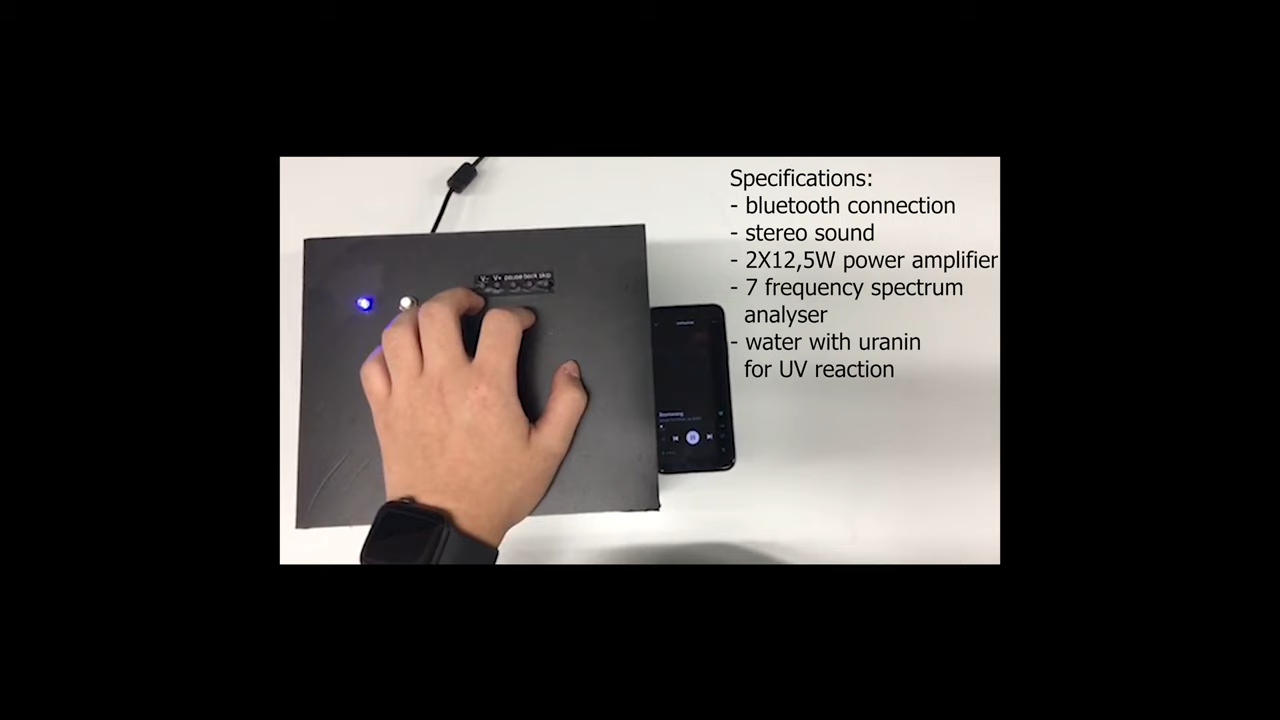 Specifications:
- bluetooth connection
- stereo sound
- 2X12,5W power amplifier
- 7 frequency spectrum
analyser
- water with uranin
for UV reaction
V- V+ pause back skip
Boomerang